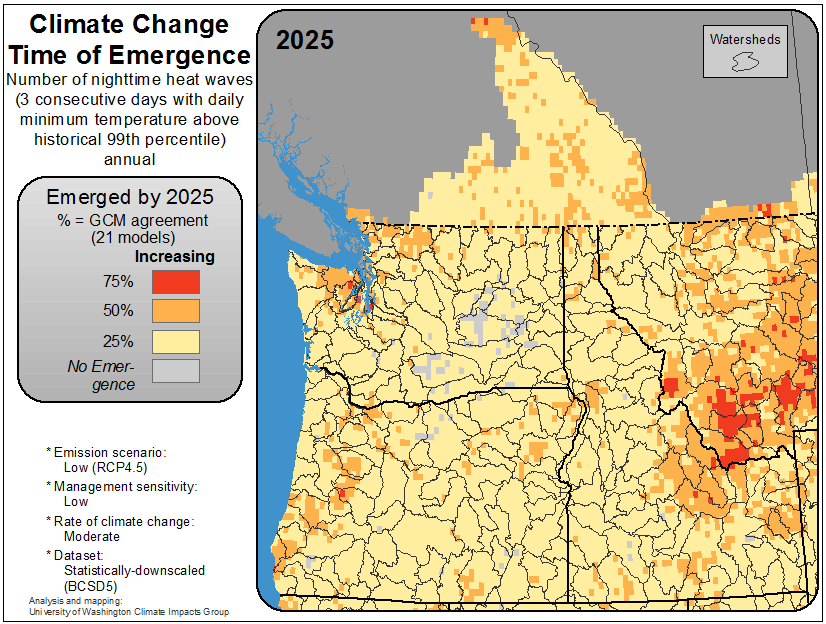 Climate Change
Time of Emergence
Number of nighttime heat waves
(3 consecutive days with daily
minimum temperature above
historical 99th percentile)
annual
Emerged by 2025
% = GCM agreement
(21 models)
Increasing
75%
50%
25%
No Emer-
gence
* Emission scenario:
Low (RCP4.5)
* Management sensitivity:
Low
* Rate of climate change:
Moderate
* Dataset:
Statistically-downscaled
(BCSD5)
Analysis and mapping:
University of Washington Climate Impacts Group
2025
Watersheds